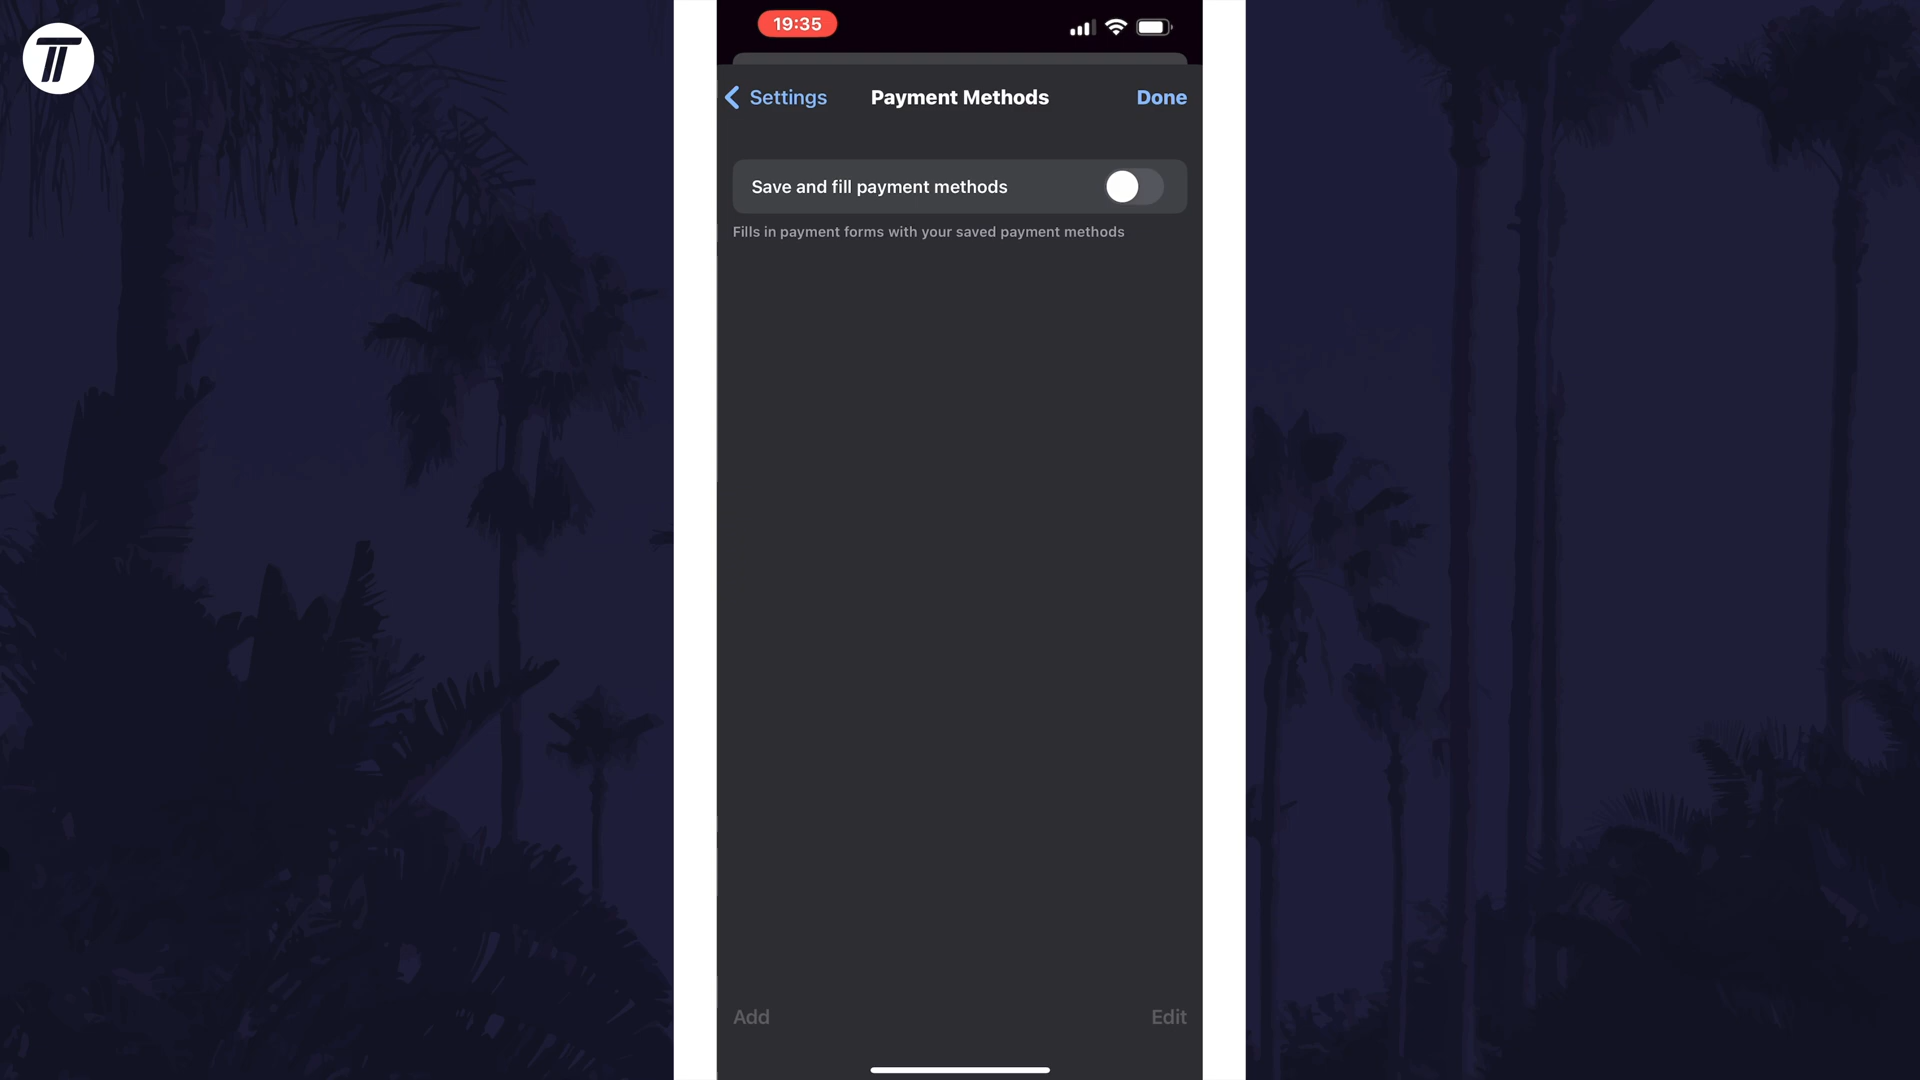 19:35
Settings
Payment Methods
Done
Save and fill payment methods
Fills in payment forms with your saved payment methods
Add
Edit